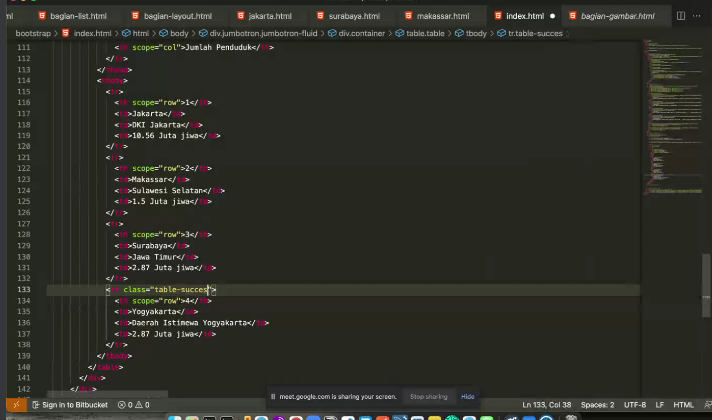 bagian-list.html bagian-layout.html jakarta.html surabaya.html makassar.html index.html bagian-gambar.html
bootstrap > index.html > html > body > div.jumbotron.jumbotron-fluid > div.container > table.table > tbody > tr.table-succes
111 <th scope="col">Jumlah Penduduk</th>
112 </tr>
113 </thead>
114 <tbody>
115 <tr>
116 <th scope="row">1</th>
117 <td>Jakarta</td>
118 <td>DKI Jakarta</td>
119 <td>10.56 Juta jiwa</td>
120 </tr>
121 <tr>
122 <th scope="row">2</th>
123 <td>Makassar</td>
124 <td>Sulawesi Selatan</td>
125 <td>1.5 Juta jiwa</td>
126 </tr>
127 <tr>
128 <th scope="row">3</th>
129 <td>Surabaya</td>
130 <td>Jawa Timur</td>
131 <td>2.87 Juta jiwa</td>
132 </tr>
133 <tr class="table-succes">
134 <th scope="row">4</th>
135 <td>Yogyakarta</td>
136 <td>Daerah Istimewa Yogyakarta</td>
137 <td>2.87 Juta jiwa</td>
138 </tr>
139 </tbody>
140 </table>
141 </div>
142 </div>
meet.google.com is sharing your screen. Stop sharing Hide
Sign in to Bitbucket 0 0 Ln 133, Col 38 Spaces: 2 UTF-8 LF HTML